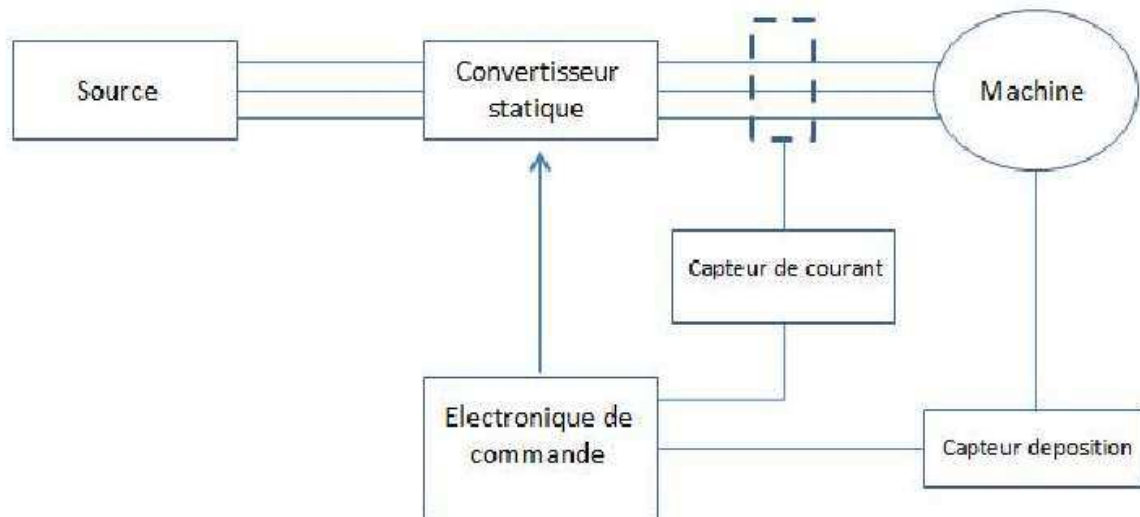 Source
Convertisseur
statique
Machine
Capteur de courant
Electronique de
commande
Capteur deposition